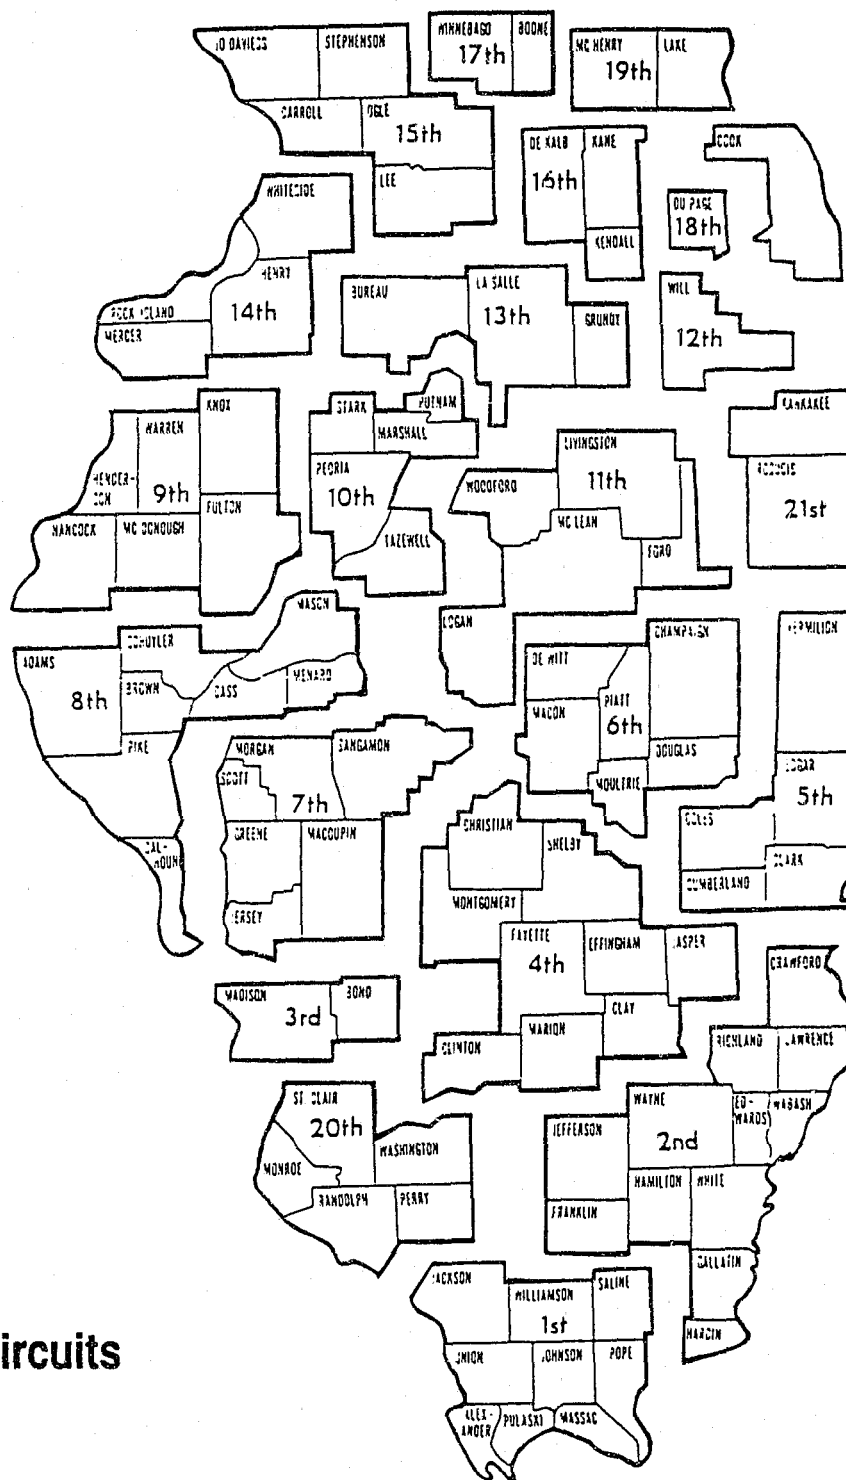 JO DAVIESS
STEPHENSON
CARROLL
OGLE
15th
LEE
WINNEBAGO
BOONE
17th
MC HENRY
LAKE
19th
DE KALB
KANE
16th
KENDALL
COOK
DU PAGE
18th
WHITESIDE
HENRY
ROCK ISLAND
14th
MERCER
BUREAU
LA SALLE
13th
GRUNDY
WILL
12th
KNOX
WARREN
HENDER-
SON
9th
FULTON
HANCOCK
MC DONOUGH
STARK
PUTNAM
MARSHALL
PEORIA
10th
TAZEWELL
LIVINGSTON
WOODFORD
11th
MC LEAN
FORD
LOGAN
KANKAKEE
IROQUOIS
21st
MASON
SCHUYLER
ADAMS
BROWN
CASS
MENARD
8th
PIKE
CAL-
HOUN
MORGAN
SANGAMON
SCOTT
7th
GREENE
MACOUPIN
JERSEY
CHAMPAIGN
DE WITT
PIATT
MACON
6th
DOUGLAS
MOULTRIE
VERMILION
EDGAR
5th
COLES
CLARK
CUMBERLAND
CHRISTIAN
SHELBY
MONTGOMERY
FAYETTE
EFFINGHAM
JASPER
4th
CLAY
MARION
CLINTON
MADISON
BOND
3rd
CRAWFORD
RICHLAND
LAWRENCE
WAYNE
ED-
WARDS
WABASH
JEFFERSON
2nd
HAMILTON
WHITE
FRANKLIN
GALLATIN
HARDIN
ST. CLAIR
20th
WASHINGTON
MONROE
RANDOLPH
PERRY
JACKSON
WILLIAMSON
SALINE
1st
UNION
JOHNSON
POPE
ALEX-
ANDER
PULASKI
MASSAC
ircuits